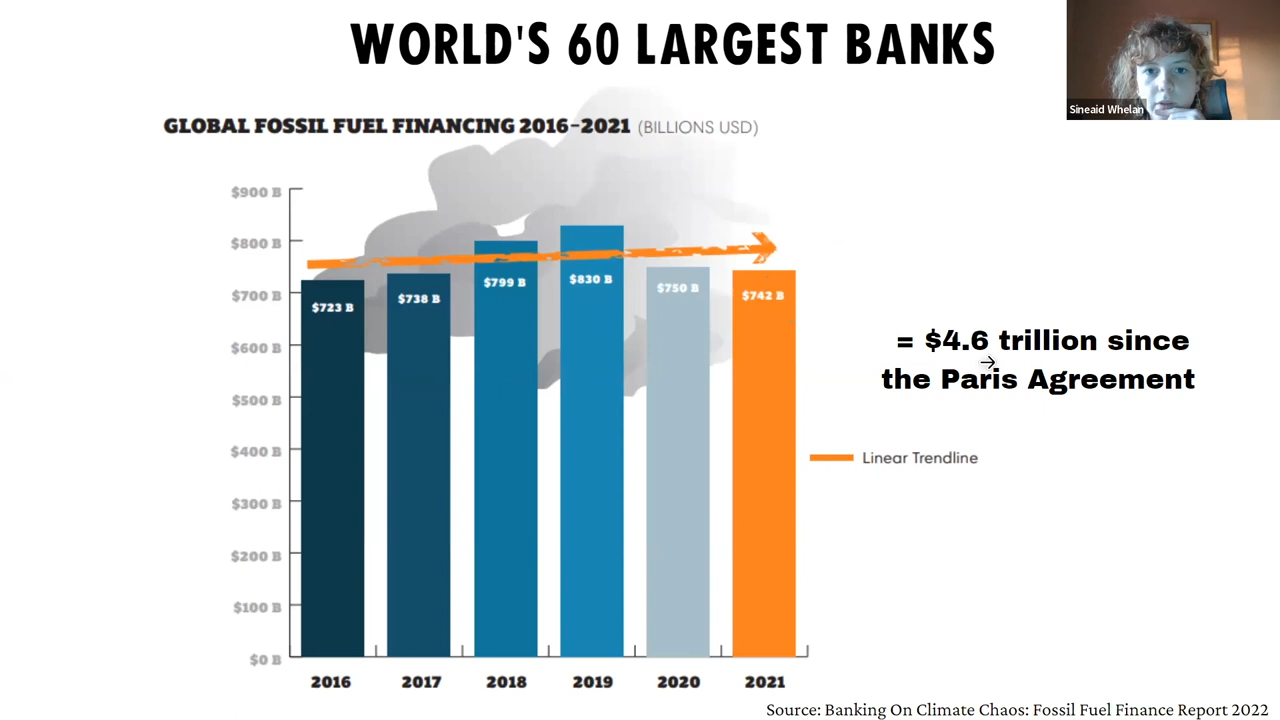 WORLD'S 60 LARGEST BANKS
Sineaid Whelan
GLOBAL FOSSIL FUEL FINANCING 2016–2021 (BILLIONS USD)
$900 B
$800 B
$700 B
$600 B
$500 B
$400 B
$300 B
$200 B
$100 B
$0 B
$723 B
$738 B
$799 B
$830 B
$750 B
$742 B
2016 2017 2018 2019 2020 2021
= $4.6 trillion since
the Paris Agreement
Linear Trendline
Source: Banking On Climate Chaos: Fossil Fuel Finance Report 2022